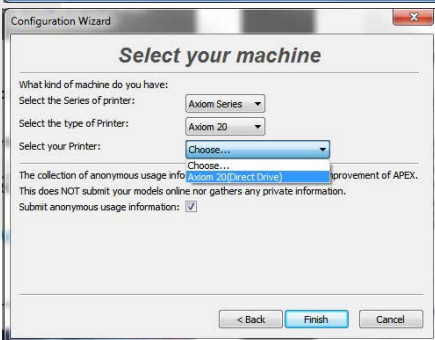 Configuration Wizard
Select your machine
What kind of machine do you have:
Select the Series of printer: Axiom Series
Select the type of Printer: Axiom 20
Select your Printer: Choose...
Choose...
The collection of anonymous usage info Axiom 20(Direct Drive) provement of APEX.
This does NOT submit your models online nor gathers any private information.
Submit anonymous usage information:
< Back Finish Cancel